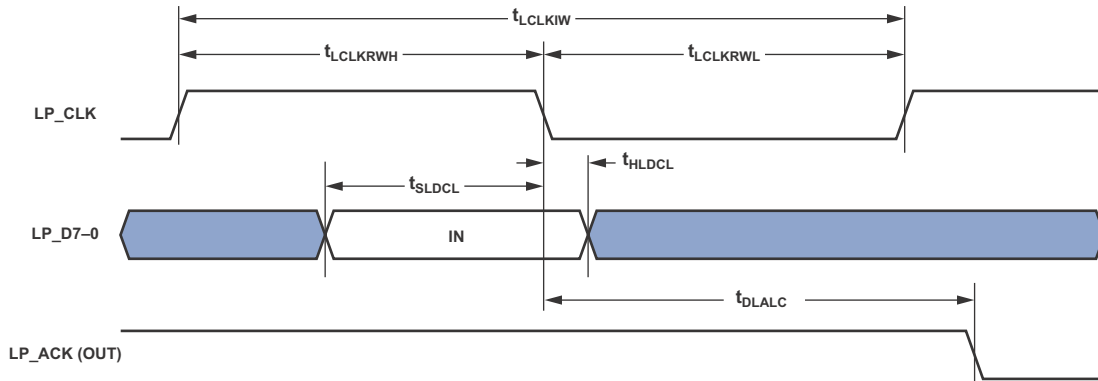 tLCLKIW
tLCLKRWH
tLCLKRWL
LP_CLK
tHLDCL
tSLDCL
LP_D7–0
IN
tDLALC
LP_ACK (OUT)